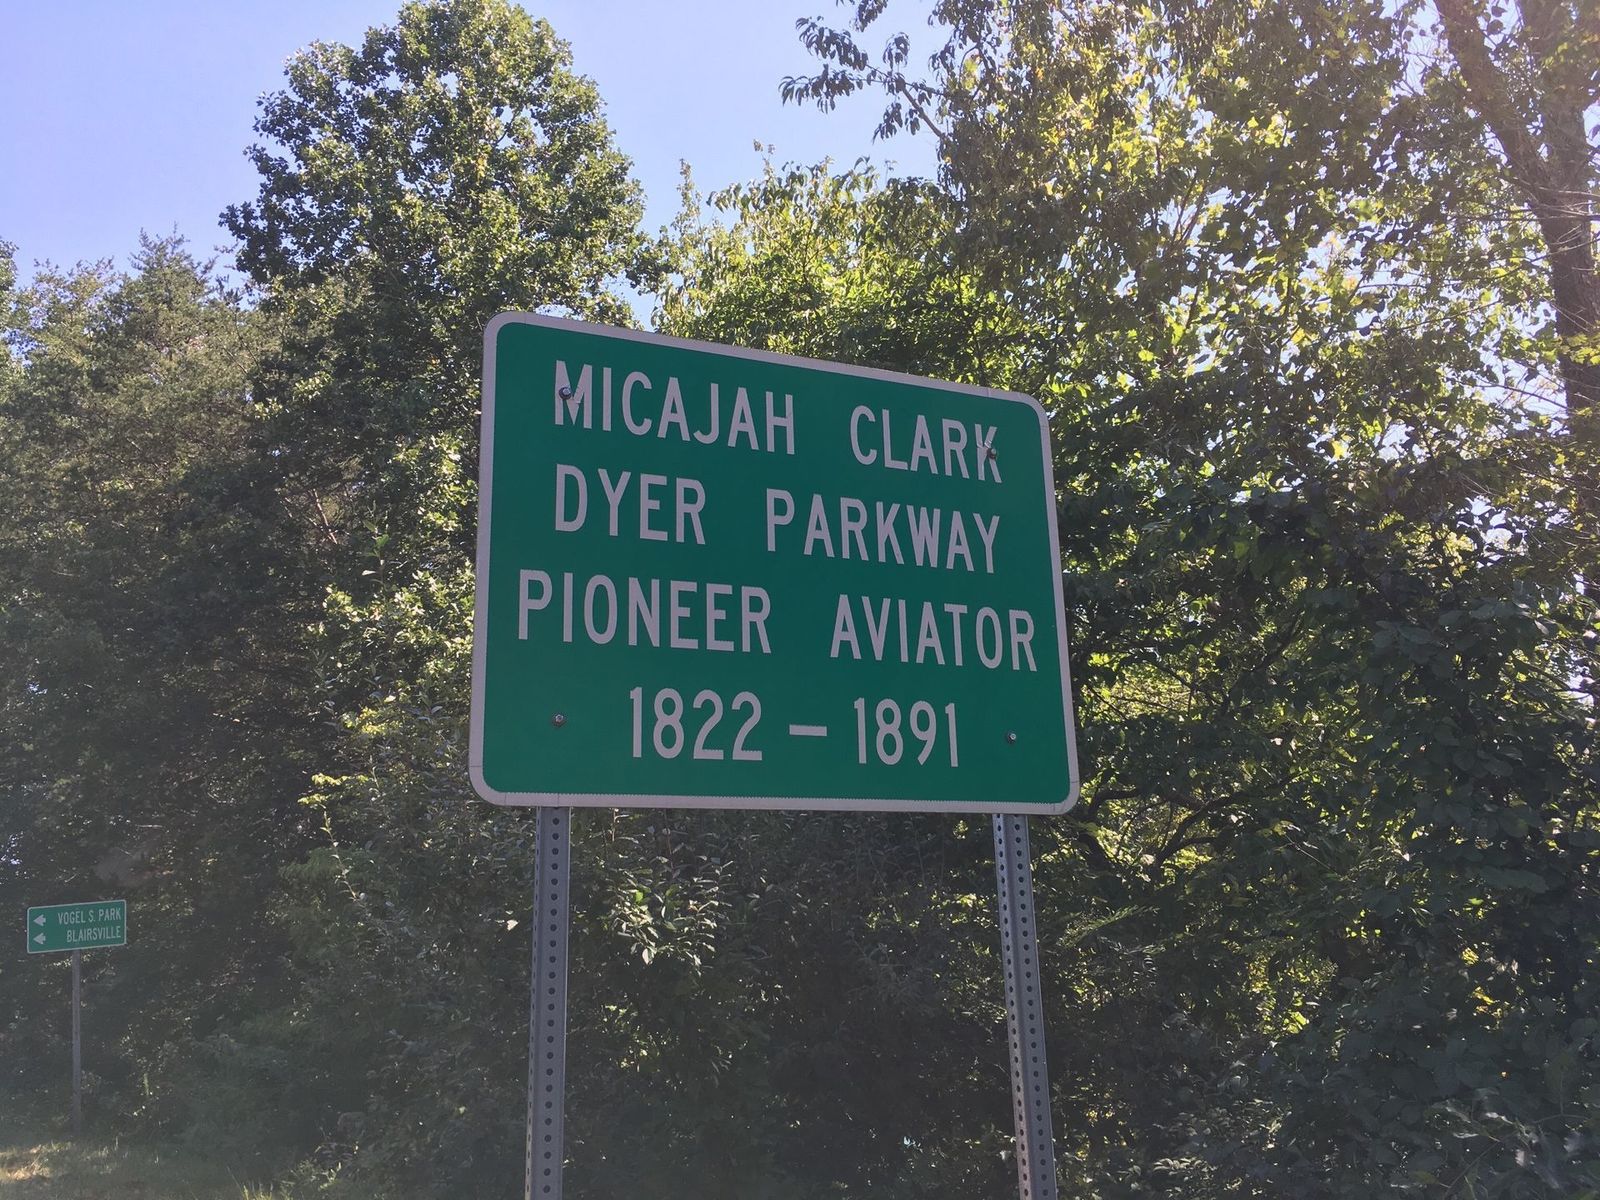 MICAJAH CLARK
DYER PARKWAY
PIONEER AVIATOR
1822 – 1891
VOGEL S. PARK
BLAIRSVILLE